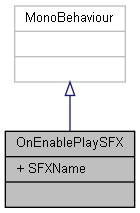 MonoBehaviour
OnEnablePlaySFX
+ SFXName